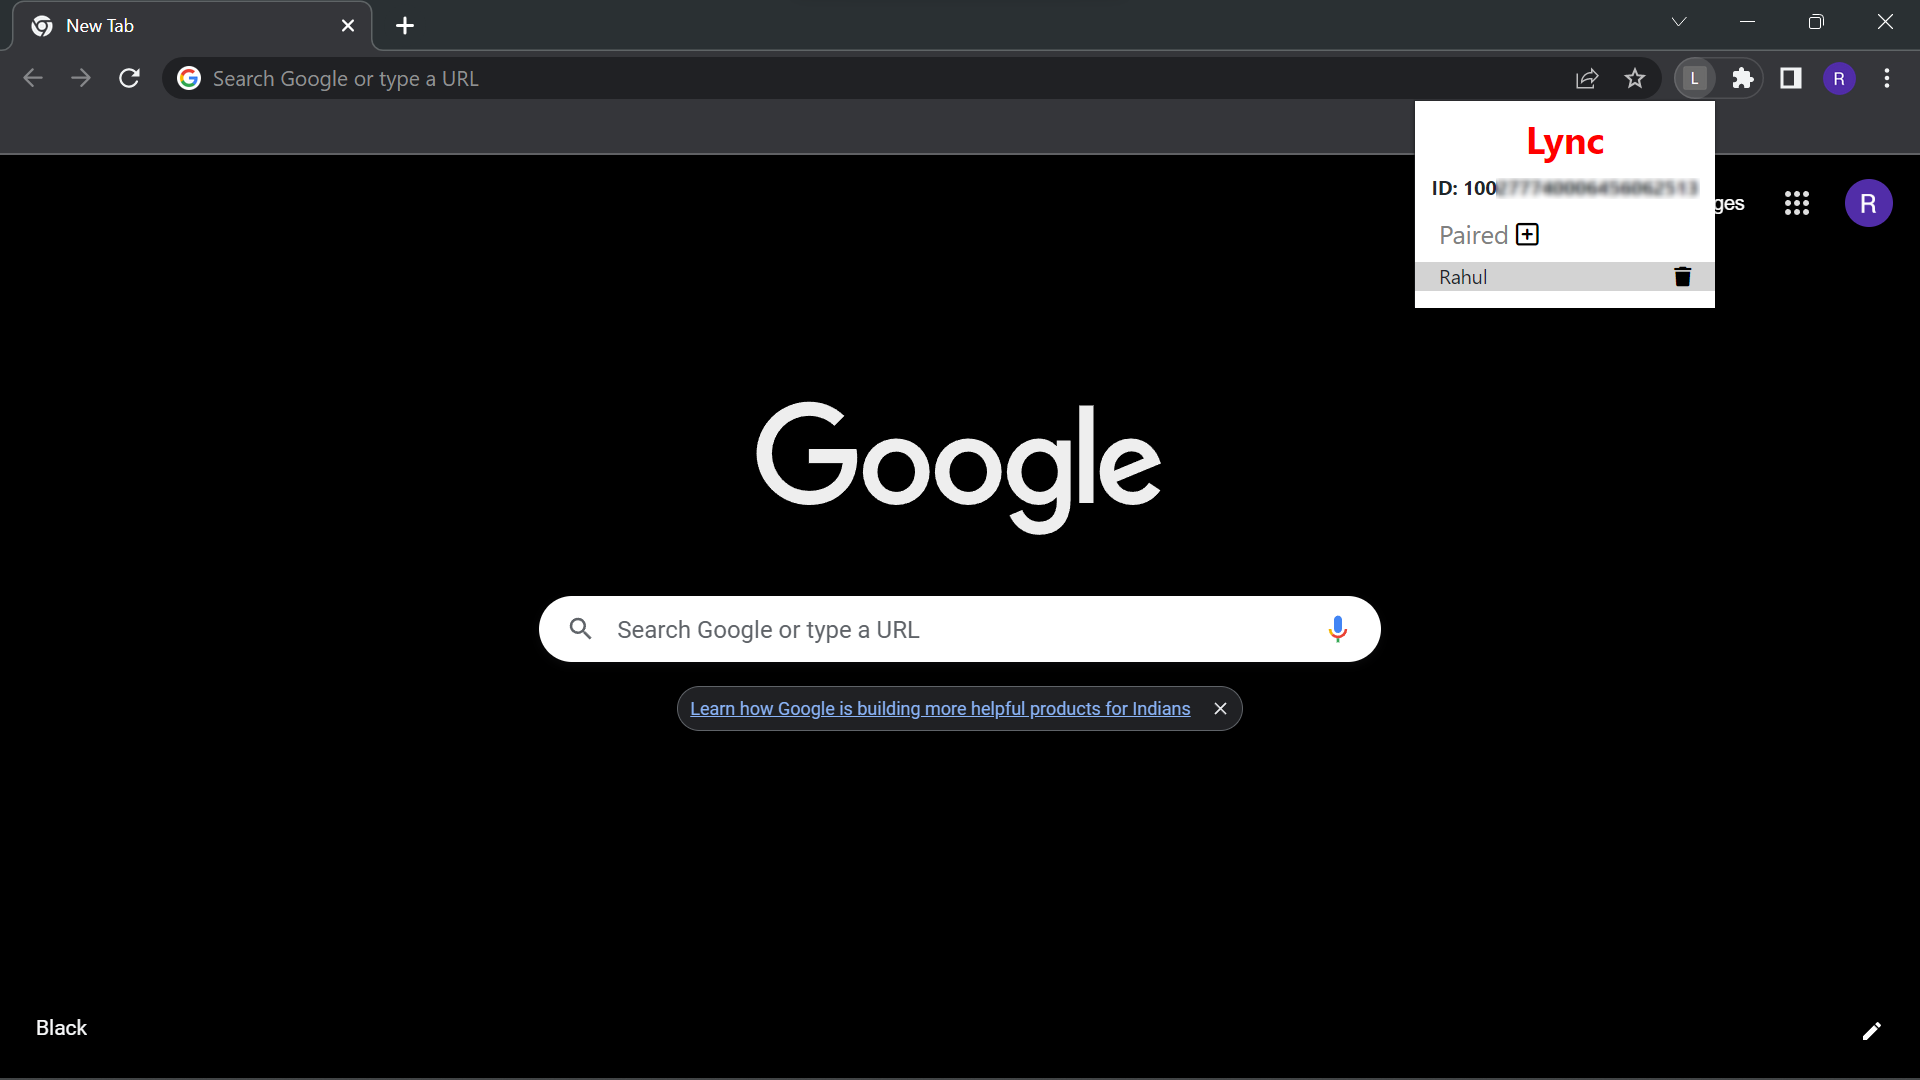 New Tab
Search Google or type a URL
L
R
Lync
ID: 100
ges
R
Paired
Rahul
Google
Search Google or type a URL
Learn how Google is building more helpful products for Indians
Black